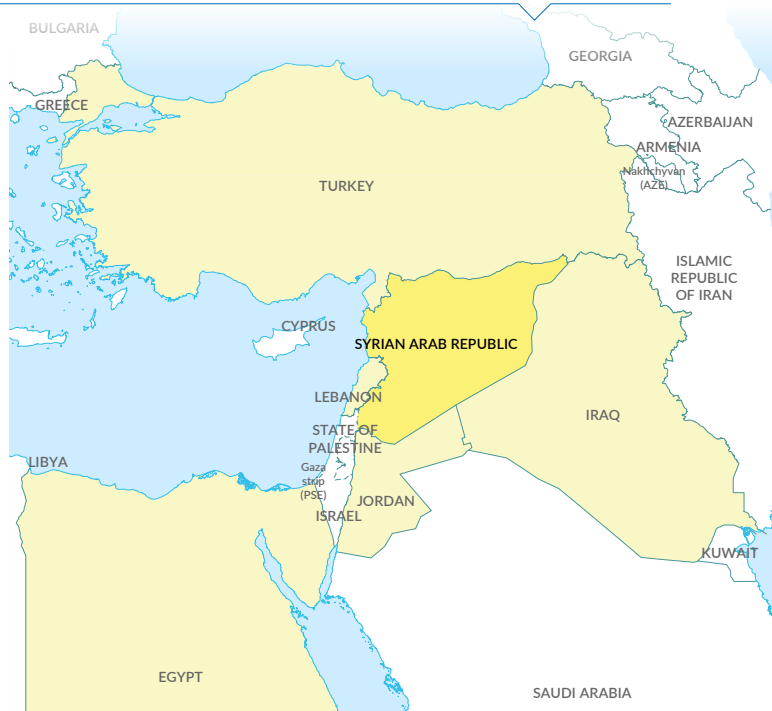 BULGARIA
GEORGIA
GREECE
AZERBAIJAN
ARMENIA
Nakhchyvan
(AZE)
TURKEY
ISLAMIC
REPUBLIC
OF IRAN
CYPRUS
SYRIAN ARAB REPUBLIC
LEBANON
IRAQ
STATE OF
PALESTINE
LIBYA
Gaza
strip
(PSE)
JORDAN
ISRAEL
KUWAIT
EGYPT
SAUDI ARABIA